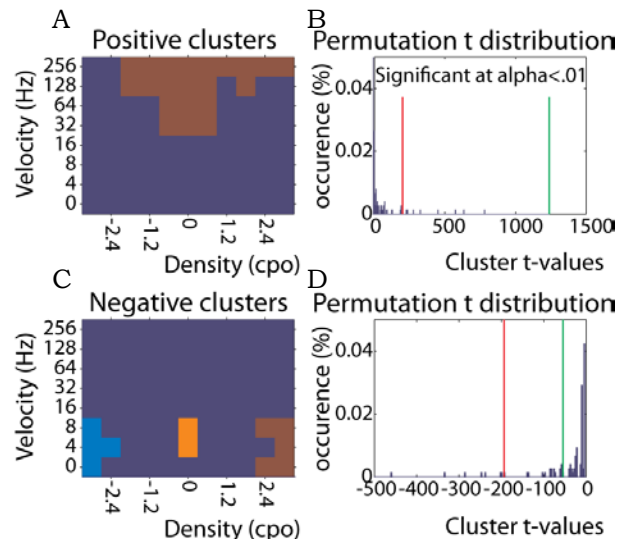 A
Positive clusters
256
128
64
32
16
8
4
0
Velocity (Hz)
-2.4
-1.2
0
1.2
2.4
Density (cpo)
B
Permutation t distribution
Significant at alpha<.01
0.04
0.02
0
occurence (%)
0
500
1000
1500
Cluster t-values
C
Negative clusters
256
128
64
32
16
8
4
0
Velocity (Hz)
-2.4
-1.2
0
1.2
2.4
Density (cpo)
D
Permutation t distribution
0.04
0.02
0
occurence (%)
-500
-400
-300
-200
-100
0
Cluster t-values